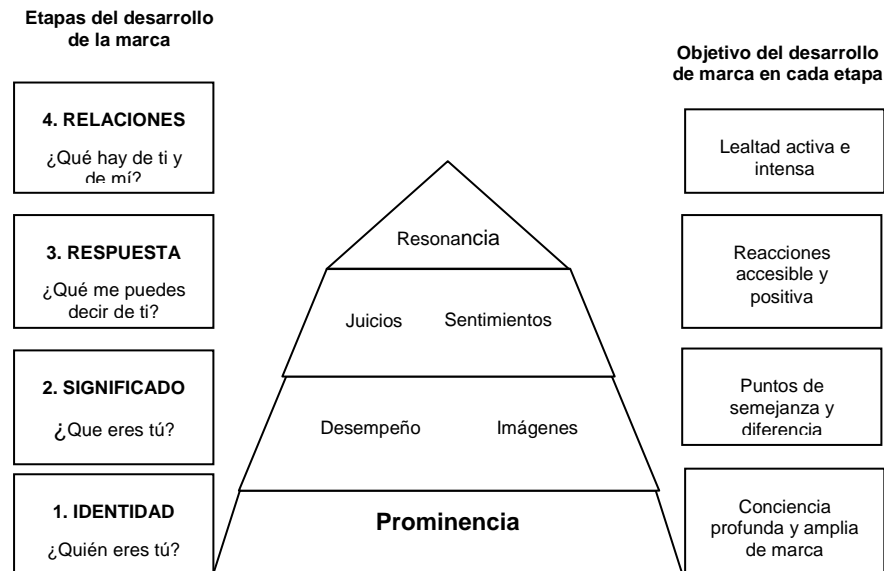 Etapas del desarrollo
de la marca
4. RELACIONES
¿Qué hay de ti y
de mí?
3. RESPUESTA
¿Qué me puedes
decir de ti?
2. SIGNIFICADO
¿Que eres tú?
1. IDENTIDAD
¿Quién eres tú?
Resonancia
Juicios Sentimientos
Desempeño Imágenes
Prominencia
Objetivo del desarrollo
de marca en cada etapa
Lealtad activa e
intensa
Reacciones
accesible y
positiva
Puntos de
semejanza y
diferencia
Conciencia
profunda y amplia
de marca